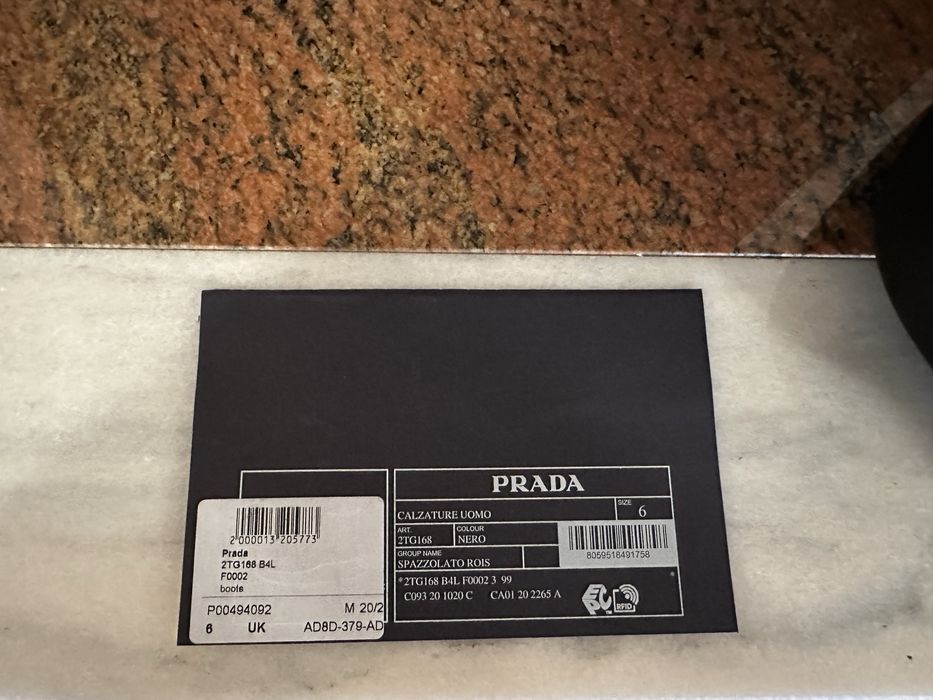 2 000013 205773
Prada
2TG168 B4L
F0002
boots
P00494092 M 20/2
6 UK AD8D-379-AD
PRADA
CALZATURE UOMO
SIZE
6
ART.
2TG168
COLOUR
NERO
GROUP NAME
SPAZZOLATO ROIS
8059518491758
*2TG168 B4L F0002 3 99 *
C093 20 1020 C CA01 20 2265 A
EPC TM RFID